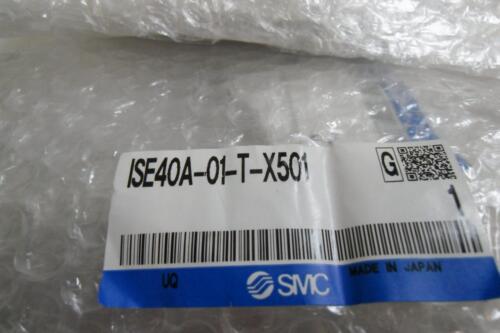 ISE40A-01-T-X501
G
1
UQ
SMC
MADE IN JAPAN